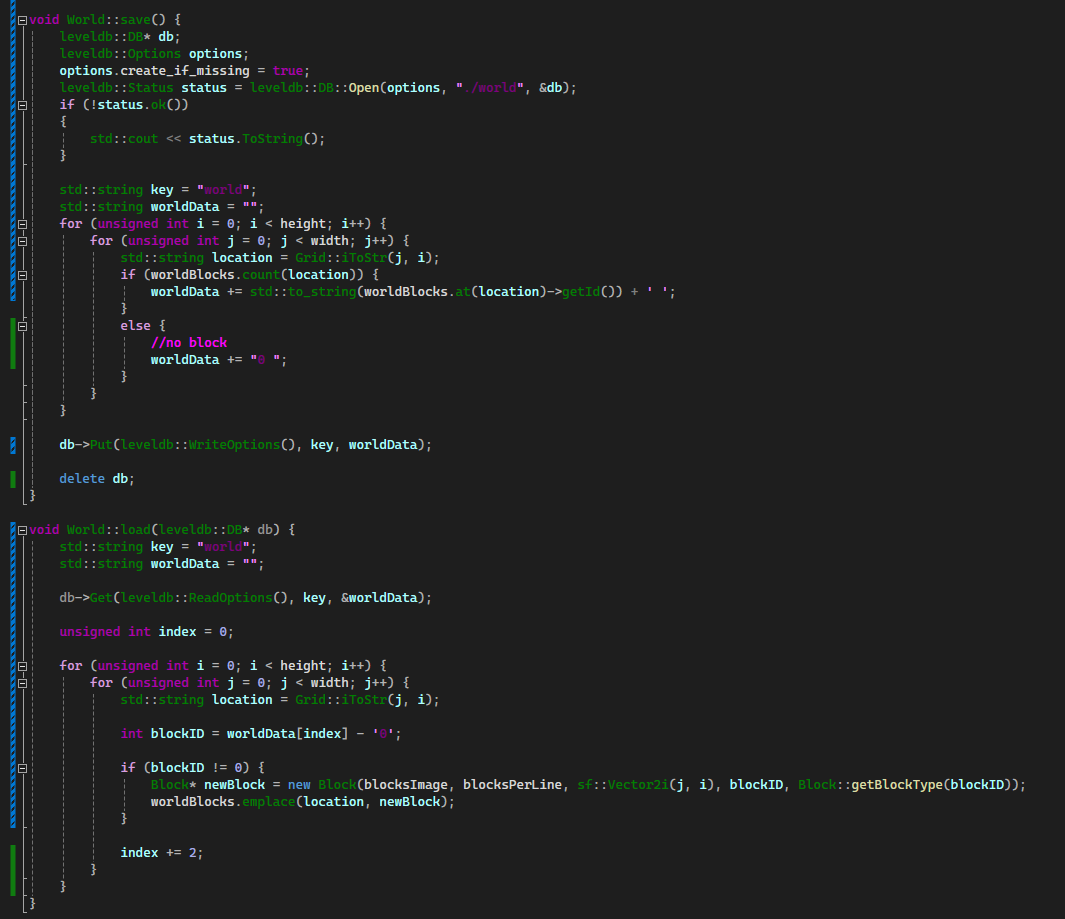 void World::save() {
leveldb::DB* db;
leveldb::Options options;
options.create_if_missing = true;
leveldb::Status status = leveldb::DB::Open(options, "./world", &db);
if (!status.ok())
{
std::cout << status.ToString();
}
std::string key = "world";
std::string worldData = "";
for (unsigned int i = 0; i < height; i++) {
for (unsigned int j = 0; j < width; j++) {
std::string location = Grid::iToStr(j, i);
if (worldBlocks.count(location)) {
worldData += std::to_string(worldBlocks.at(location)->getId()) + ' ';
}
else {
//no block
worldData += "0 ";
}
}
}
db->Put(leveldb::WriteOptions(), key, worldData);
delete db;
}
void World::load(leveldb::DB* db) {
std::string key = "world";
std::string worldData = "";
db->Get(leveldb::ReadOptions(), key, &worldData);
unsigned int index = 0;
for (unsigned int i = 0; i < height; i++) {
for (unsigned int j = 0; j < width; j++) {
std::string location = Grid::iToStr(j, i);
int blockID = worldData[index] - '0';
if (blockID != 0) {
Block* newBlock = new Block(blocksImage, blocksPerLine, sf::Vector2i(j, i), blockID, Block::getBlockType(blockID));
worldBlocks.emplace(location, newBlock);
}
index += 2;
}
}
}